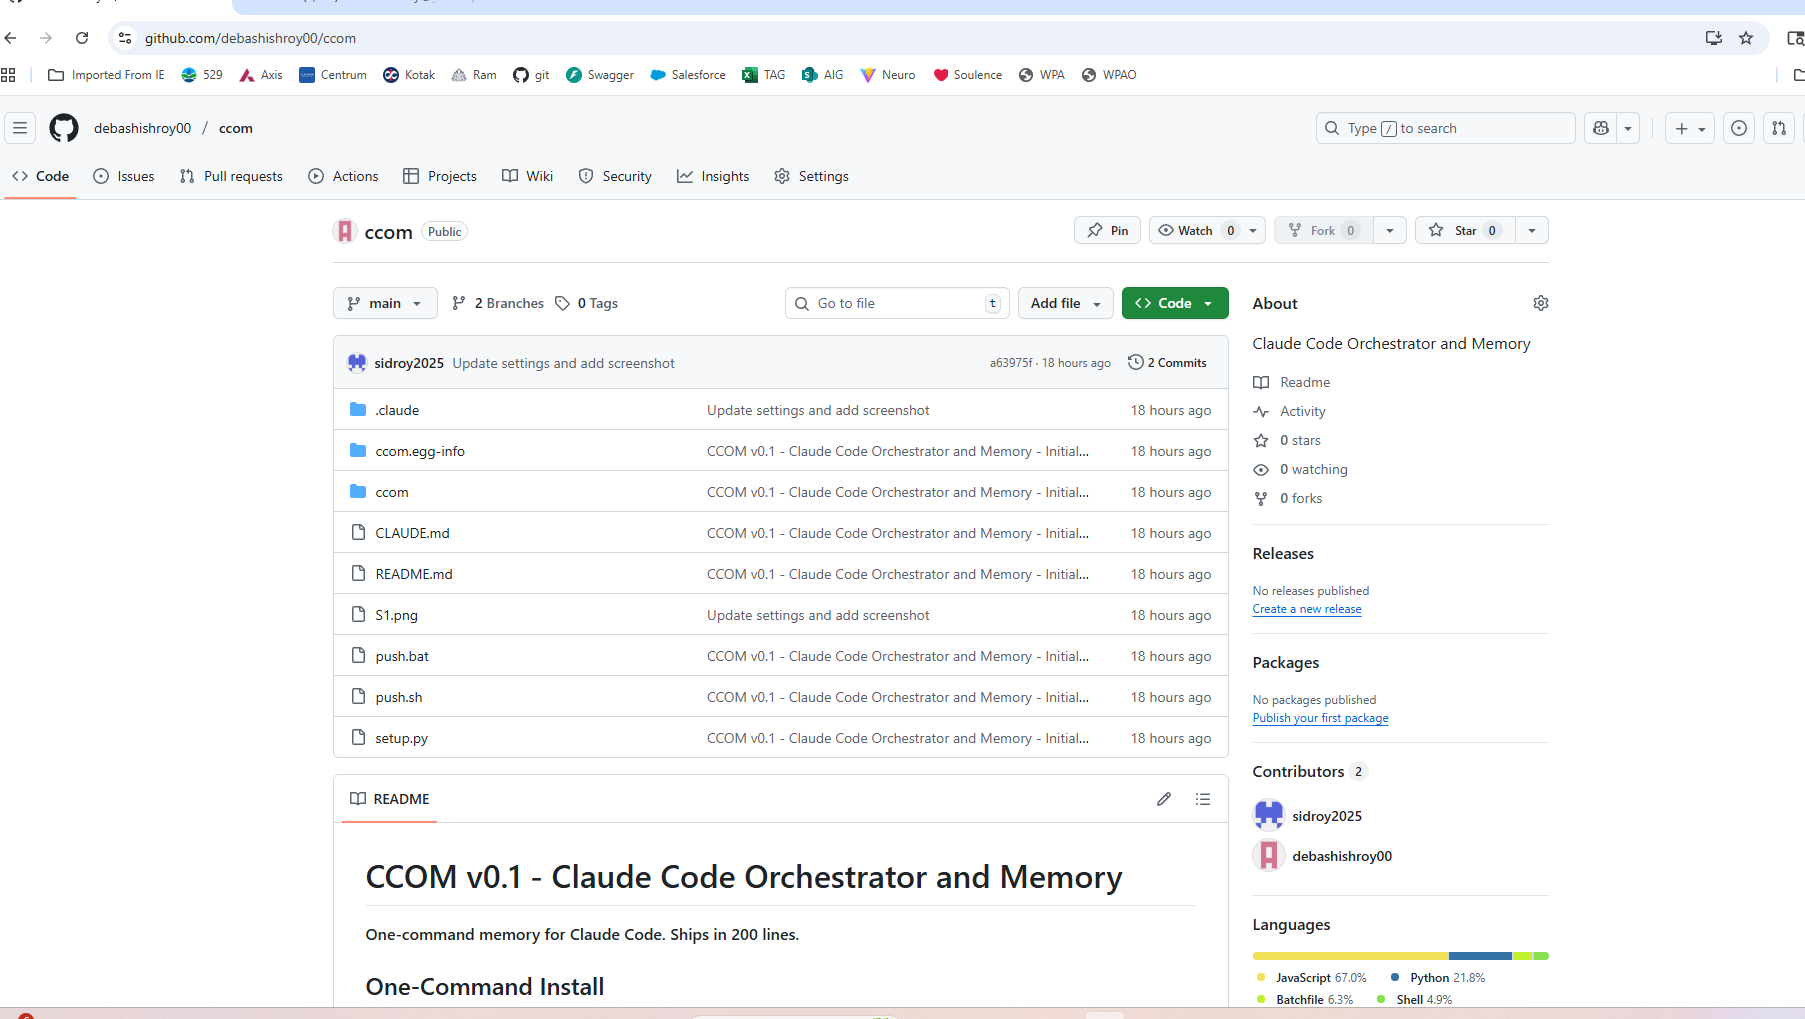 github.com/debashishroy00/ccom
Imported From IE 529 Axis Centrum Kotak Ram git Swagger Salesforce TAG AIG Neuro Soulence WPA WPAO
debashishroy00 / ccom Type / to search
Code Issues Pull requests Actions Projects Wiki Security Insights Settings
ccom Public Pin Watch 0 Fork 0 Star 0
main 2 Branches 0 Tags Go to file t Add file Code
sidroy2025 Update settings and add screenshot a63975f · 18 hours ago 2 Commits
.claude Update settings and add screenshot 18 hours ago
ccom.egg-info CCOM v0.1 - Claude Code Orchestrator and Memory - Initial... 18 hours ago
ccom CCOM v0.1 - Claude Code Orchestrator and Memory - Initial... 18 hours ago
CLAUDE.md CCOM v0.1 - Claude Code Orchestrator and Memory - Initial... 18 hours ago
README.md CCOM v0.1 - Claude Code Orchestrator and Memory - Initial... 18 hours ago
S1.png Update settings and add screenshot 18 hours ago
push.bat CCOM v0.1 - Claude Code Orchestrator and Memory - Initial... 18 hours ago
push.sh CCOM v0.1 - Claude Code Orchestrator and Memory - Initial... 18 hours ago
setup.py CCOM v0.1 - Claude Code Orchestrator and Memory - Initial... 18 hours ago
README
CCOM v0.1 - Claude Code Orchestrator and Memory
One-command memory for Claude Code. Ships in 200 lines.
One-Command Install
About
Claude Code Orchestrator and Memory
Readme
Activity
0 stars
0 watching
0 forks
Releases
No releases published
Create a new release
Packages
No packages published
Publish your first package
Contributors 2
sidroy2025
debashishroy00
Languages
JavaScript 67.0% Python 21.8%
Batchfile 6.3% Shell 4.9%